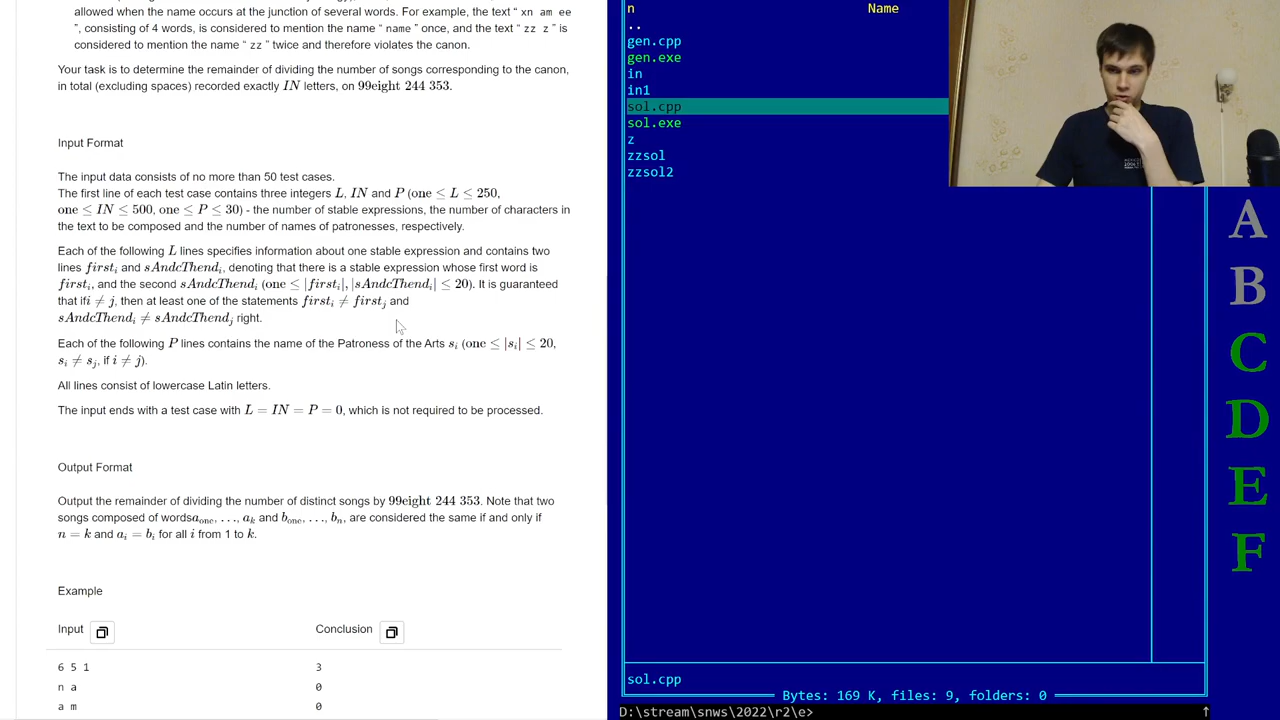 allowed when the name occurs at the junction of several words. For example, the text “ xn am ee
”, consisting of 4 words, is considered to mention the name “ name ” once, and the text “ zz z ” is
considered to mention the name “ zz ” twice and therefore violates the canon.
Your task is to determine the remainder of dividing the number of songs corresponding to the canon,
in total (excluding spaces) recorded exactly IN letters, on 99eight 244 353.
Input Format
The input data consists of no more than 50 test cases.
The first line of each test case contains three integers L, IN and P (one ≤ L ≤ 250,
one ≤ IN ≤ 500, one ≤ P ≤ 30) - the number of stable expressions, the number of characters in
the text to be composed and the number of names of patronesses, respectively.
Each of the following L lines specifies information about one stable expression and contains two
lines first_i and sAndcThend_i, denoting that there is a stable expression whose first word is
first_i, and the second sAndcThend_i (one ≤ |first_i|, |sAndcThend_i| ≤ 20). It is guaranteed
that if i ≠ j, then at least one of the statements first_i ≠ first_j and
sAndcThend_i ≠ sAndcThend_j right.
Each of the following P lines contains the name of the Patroness of the Arts s_i (one ≤ |s_i| ≤ 20,
s_i ≠ s_j, if i ≠ j).
All lines consist of lowercase Latin letters.
The input ends with a test case with L = IN = P = 0, which is not required to be processed.
Output Format
Output the remainder of dividing the number of distinct songs by 99eight 244 353. Note that two
songs composed of words a_one, …, a_k and b_one, …, b_n, are considered the same if and only if
n = k and a_i = b_i for all i from 1 to k.
Example
Input Conclusion
6 5 1 3
n a 0
a m 0
n Name
..
gen.cpp
gen.exe
in
in1
sol.cpp
sol.exe
z
zzsol
zzsol2
sol.cpp
Bytes: 169 K, files: 9, folders: 0
D:\stream\snws\2022\r2\e>
A
B
C
D
E
F